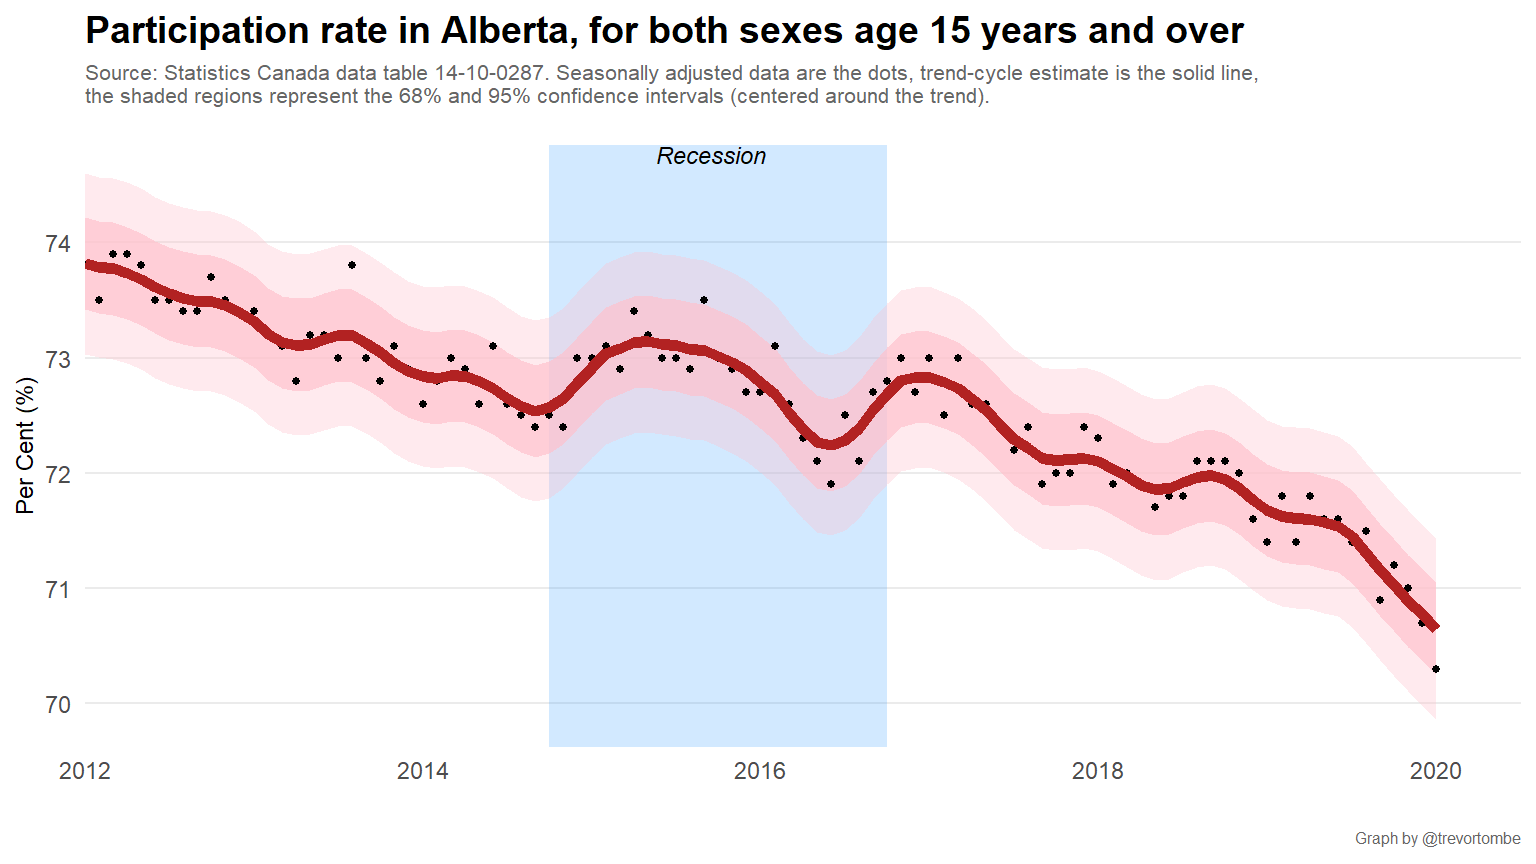 Participation rate in Alberta, for both sexes age 15 years and over
Source: Statistics Canada data table 14-10-0287. Seasonally adjusted data are the dots, trend-cycle estimate is the solid line,
the shaded regions represent the 68% and 95% confidence intervals (centered around the trend).
Recession
74
73
72
71
70
Per Cent (%)
2012 2014 2016 2018 2020
Graph by @trevortombe